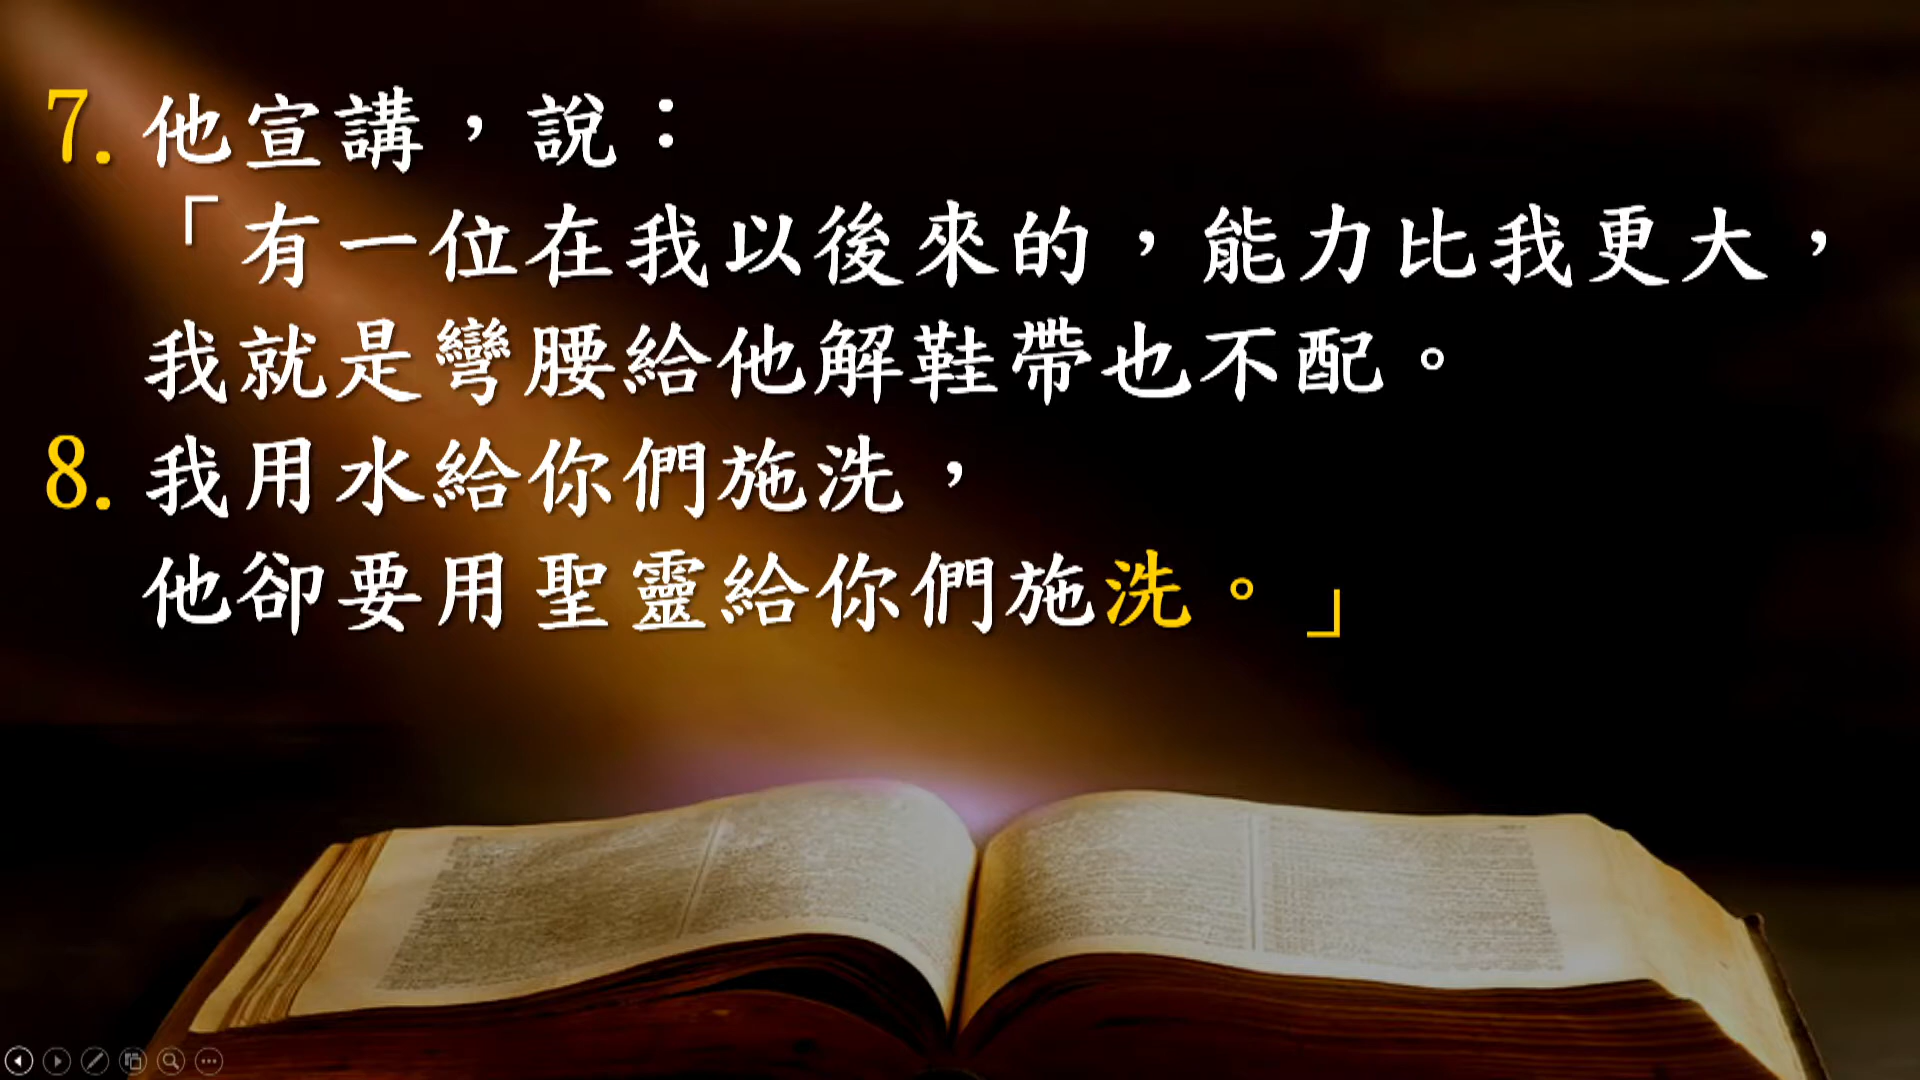 7. 他宣講，說：
「有一位在我以後來的，能力比我更大，
我就是彎腰給他解鞋帶也不配。
8. 我用水給你們施洗，
他卻要用聖靈給你們施洗。」